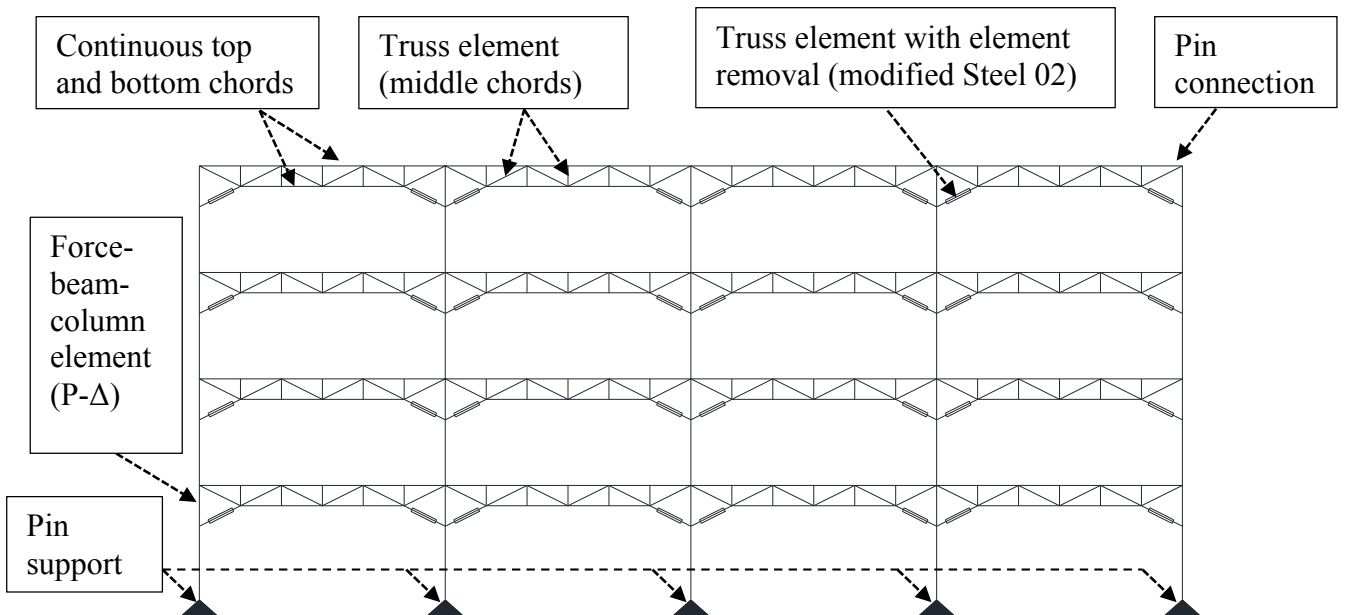 Continuous top
and bottom chords
Truss element
(middle chords)
Truss element with element
removal (modified Steel 02)
Pin
connection
Force-
beam-
column
element
(P-Δ)
Pin
support